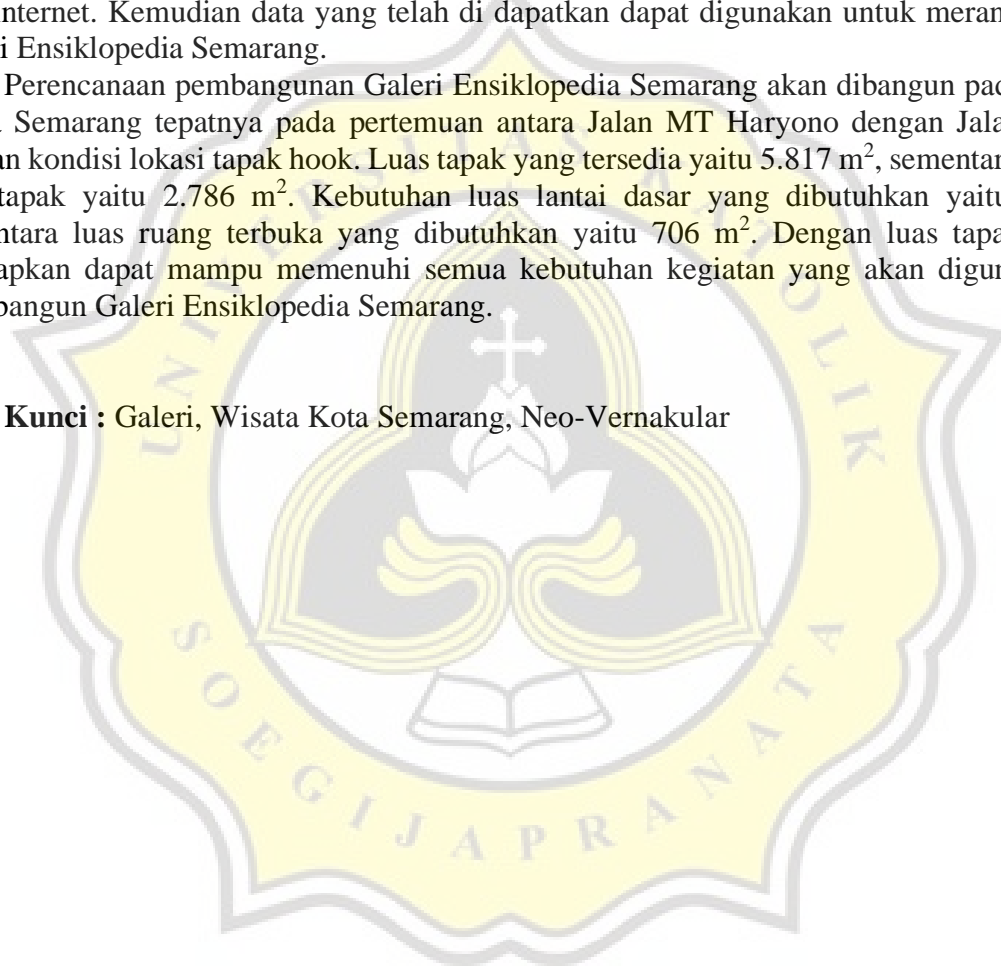 nternet. Kemudian data yang telah di dapatkan dapat digunakan untuk meran
i Ensiklopedia Semarang.
Perencanaan pembangunan Galeri Ensiklopedia Semarang akan dibangun pad
Semarang tepatnya pada pertemuan antara Jalan MT Haryono dengan Jala
an kondisi lokasi tapak hook. Luas tapak yang tersedia yaitu 5.817 m², sementar
tapak yaitu 2.786 m². Kebutuhan luas lantai dasar yang dibutuhkan yaitu
ntara luas ruang terbuka yang dibutuhkan yaitu 706 m². Dengan luas tapa
apkan dapat mampu memenuhi semua kebutuhan kegiatan yang akan digun
bangun Galeri Ensiklopedia Semarang.
Kunci : Galeri, Wisata Kota Semarang, Neo-Vernakular
UNIVERSITAS KATOLIK
SOEGIJAPRANATA